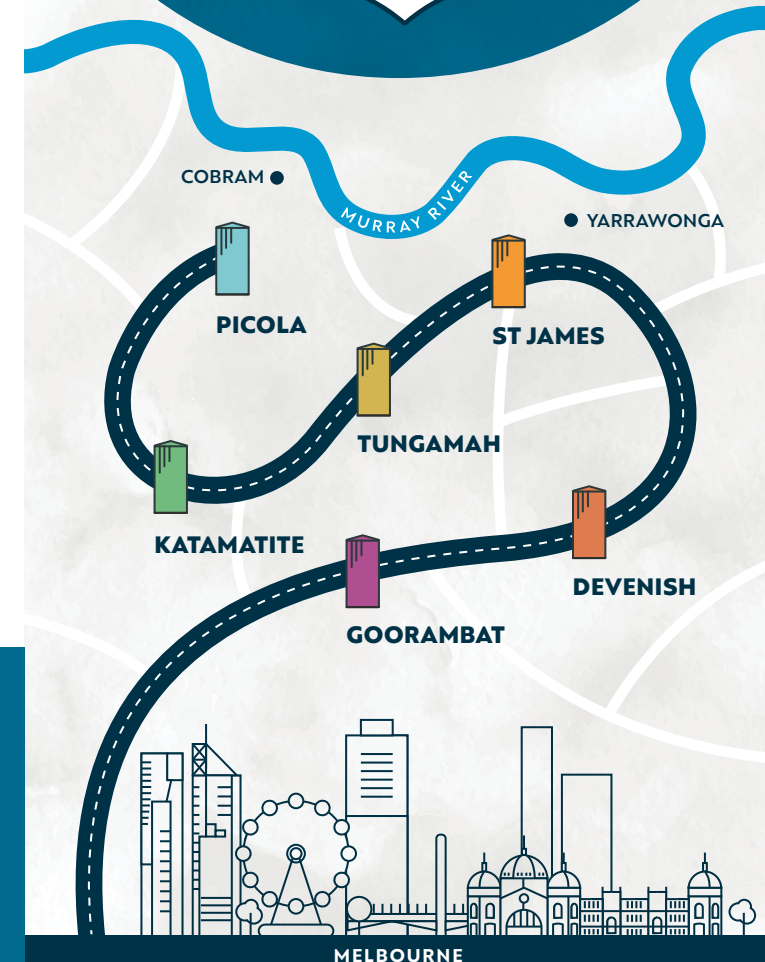 COBRAM
MURRAY RIVER
YARRAWONGA
PICOLA
ST JAMES
TUNGAMAH
KATAMATITE
DEVENISH
GOORAMBAT
MELBOURNE